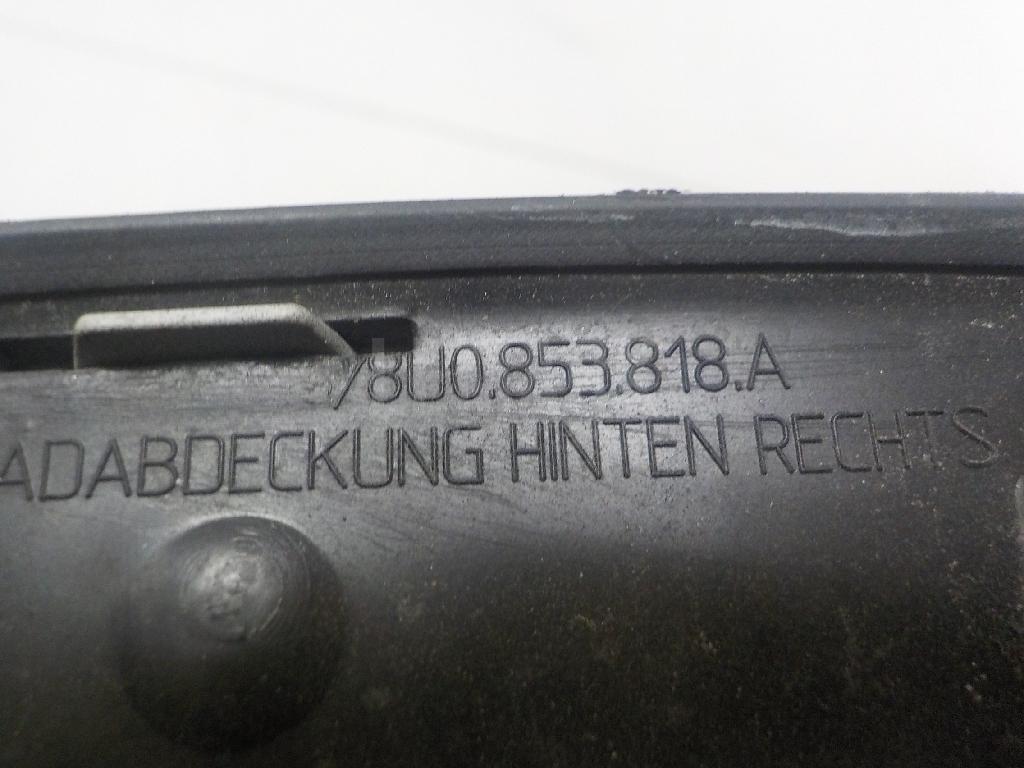 /8U0.853.818.A
ADABDECKUNG HINTEN RECHTS